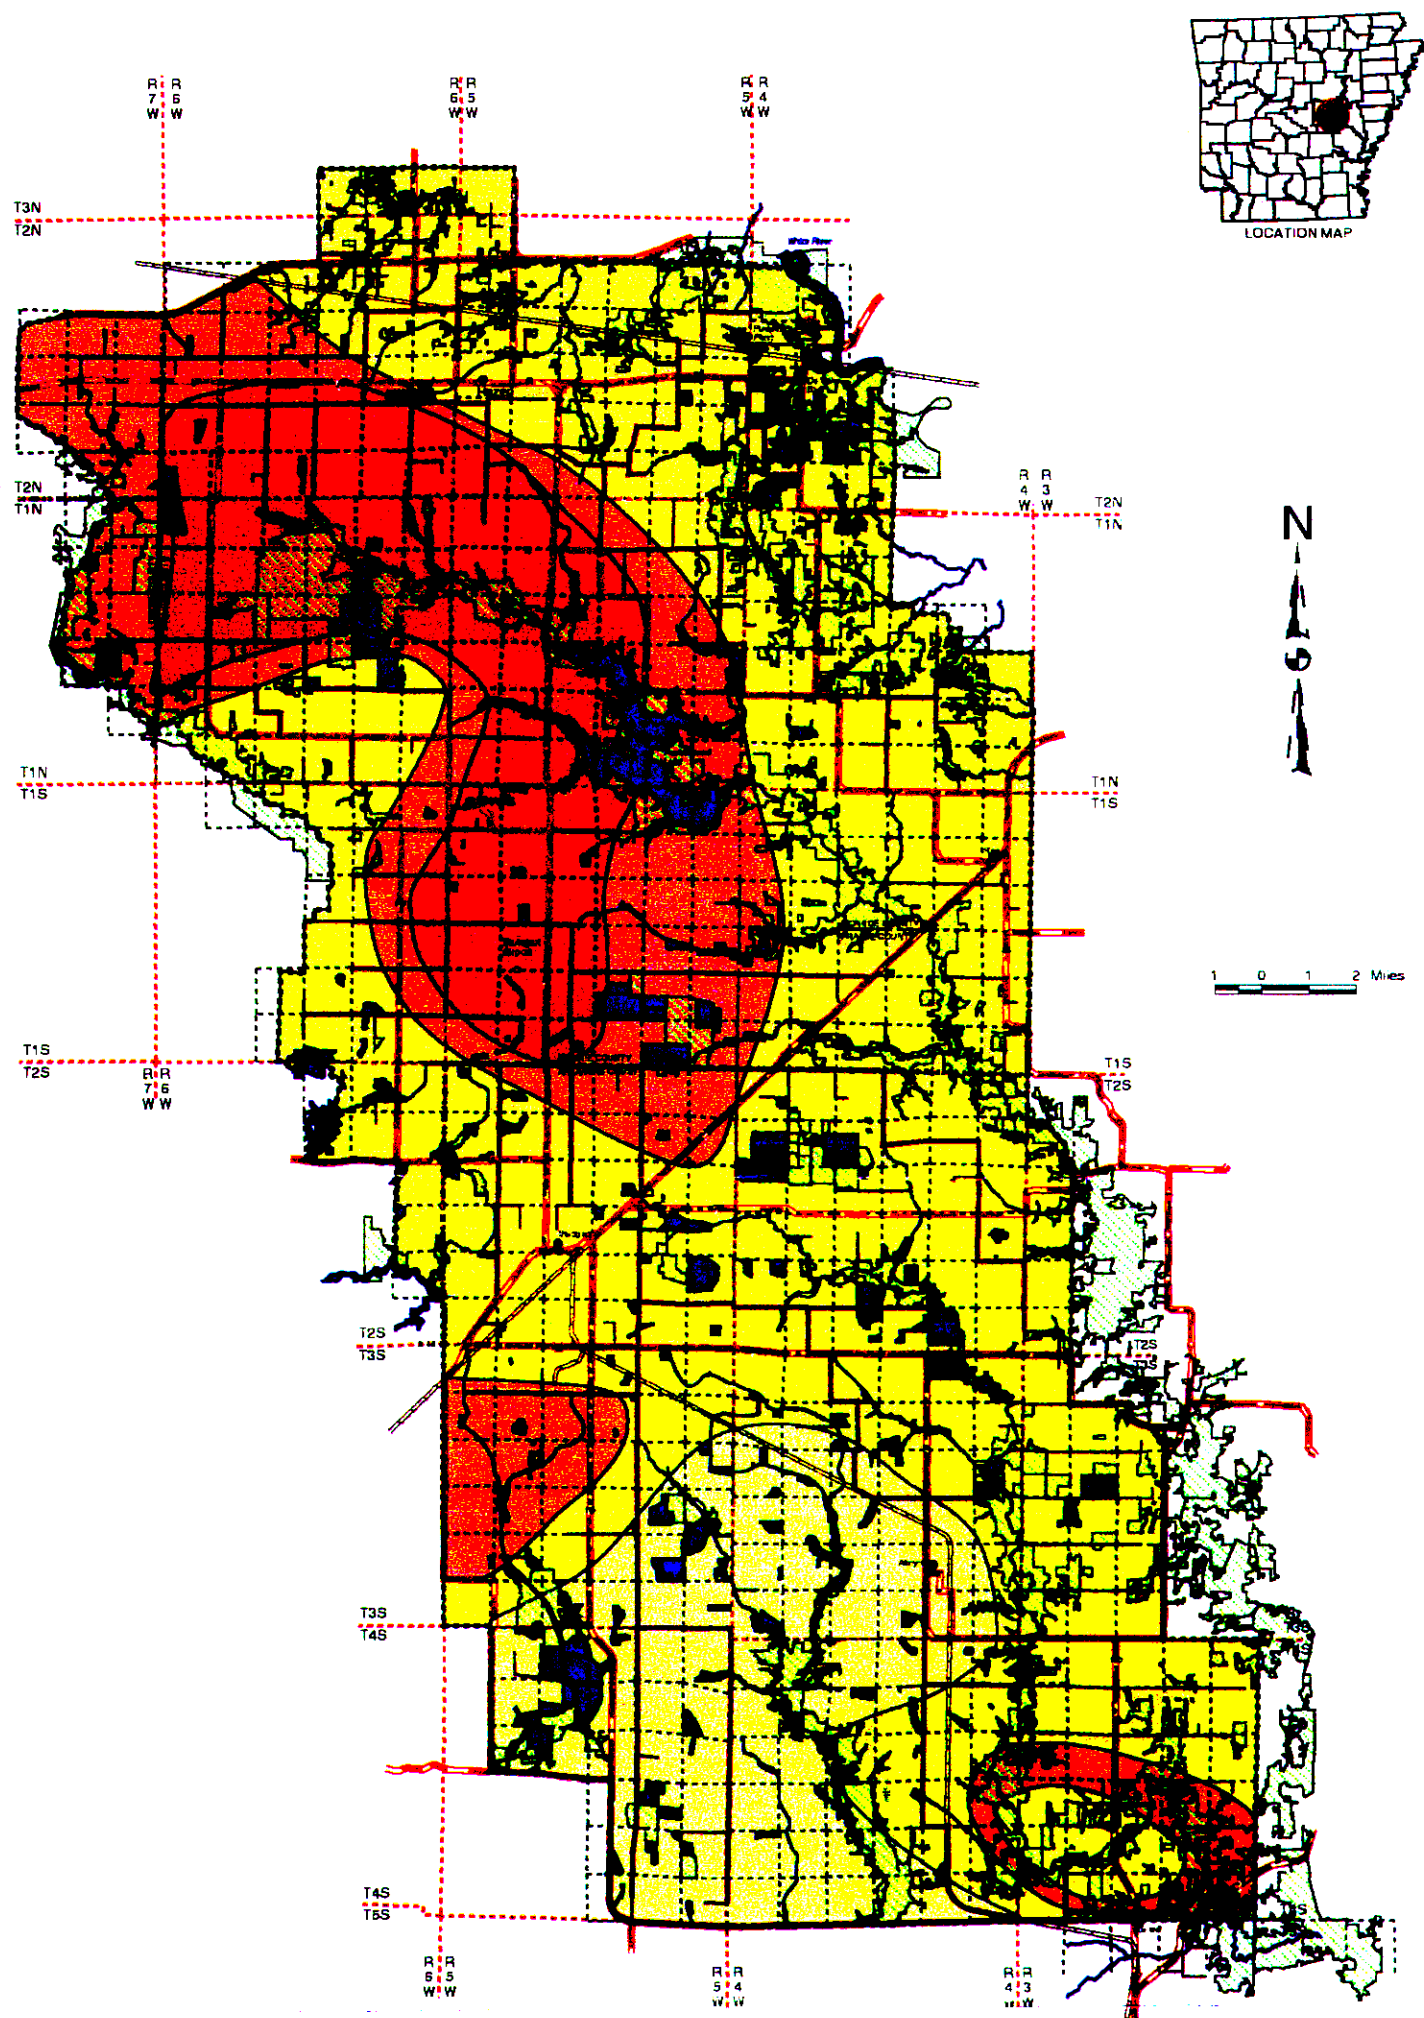 R R
7 6
W W
R R
6 5
W W
R R
5 4
W W
LOCATION MAP
T3N
T2N
White River
T2N
T1N
R R
4 3
W W
T2N
T1N
N
T1N
T1S
T1N
T1S
1 0 1 2 Miles
T1S
T2S
R R
7 6
W W
T1S
T2S
T2S
T3S
T2S
T3S
T3S
T4S
T4S
T5S
R R
6 5
W W
R R
5 4
W W
R R
4 3
W W